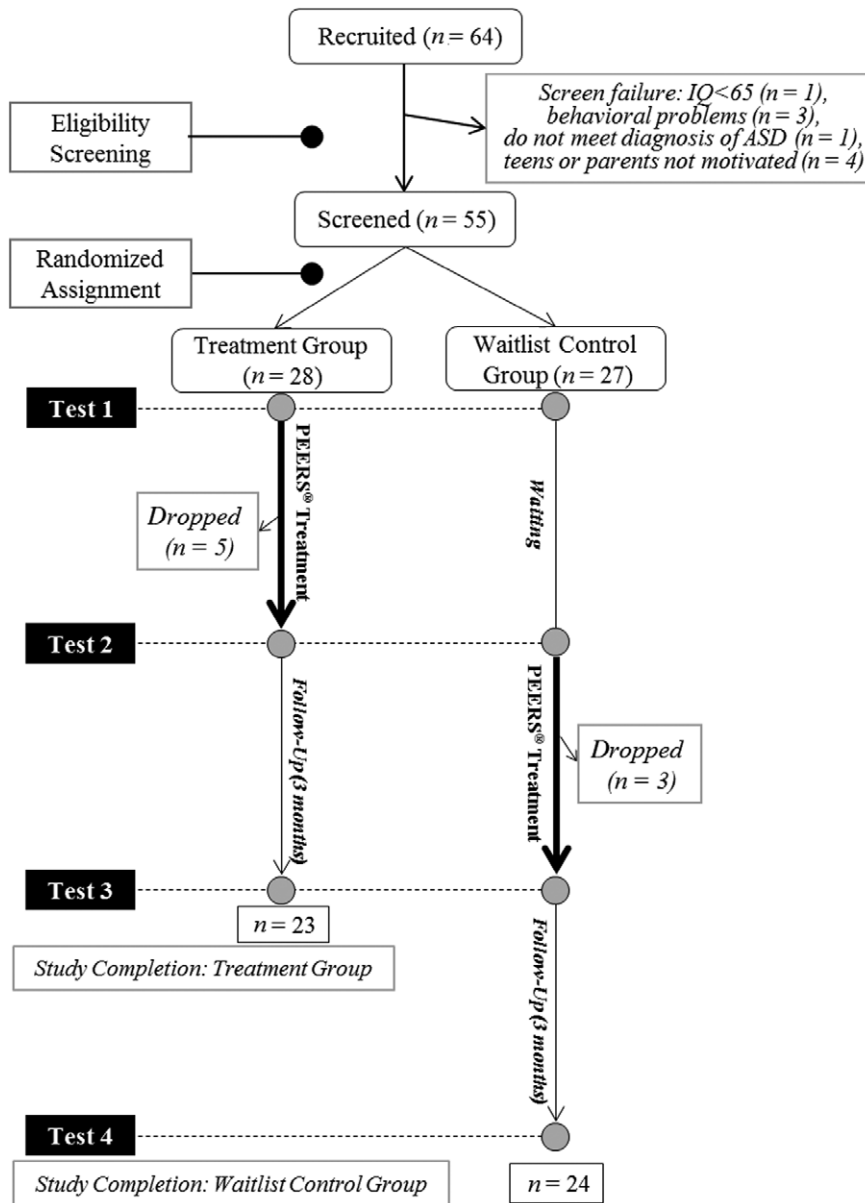 Recruited (n = 64)
Screen failure: IQ<65 (n = 1),
behavioral problems (n = 3),
do not meet diagnosis of ASD (n = 1),
teens or parents not motivated (n = 4)
Eligibility
Screening
Screened (n = 55)
Randomized
Assignment
Treatment Group
(n = 28)
Waitlist Control
Group (n = 27)
Test 1
PEERS® Treatment
Waiting
Dropped
(n = 5)
Test 2
Follow-Up (3 months)
PEERS® Treatment
Dropped
(n = 3)
Test 3
n = 23
Study Completion: Treatment Group
Follow-Up (3 months)
Test 4
Study Completion: Waitlist Control Group
n = 24